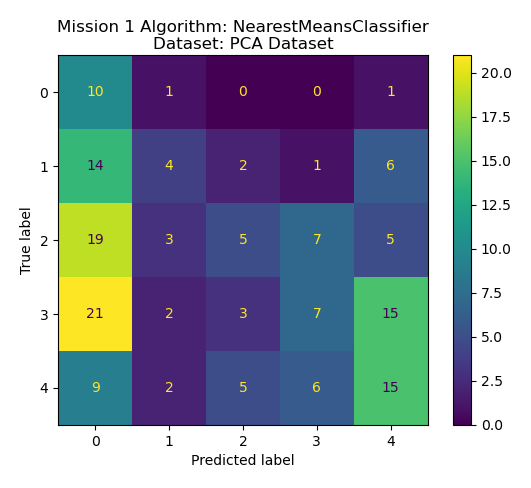 Mission 1 Algorithm: NearestMeansClassifier
Dataset: PCA Dataset
20.0
0 10 1 0 0 1
17.5
1 14 4 2 1 6
15.0
12.5
True label
2 19 3 5 7 5
10.0
7.5
3 21 2 3 7 15
5.0
4 9 2 5 6 15
2.5
0.0
0 1 2 3 4
Predicted label